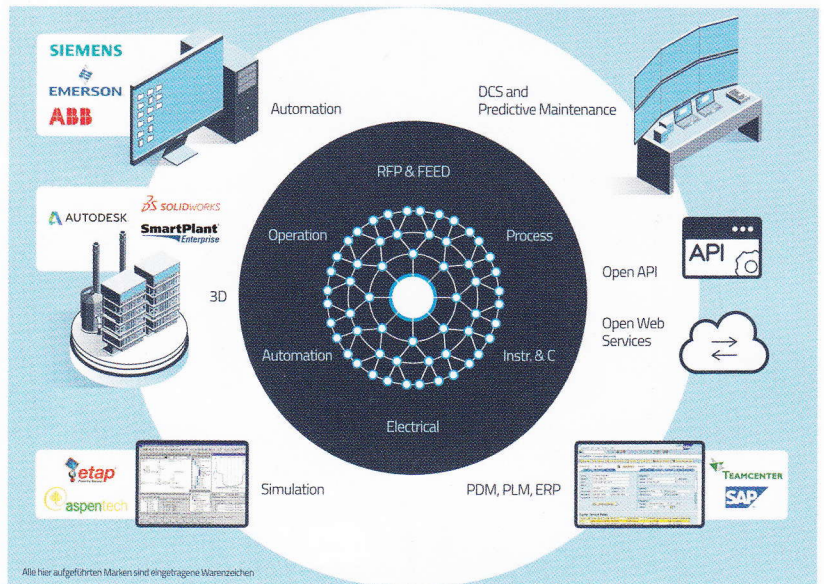 SIEMENS
EMERSON
ABB
Automation
DCS and
Predictive Maintenance
RFP & FEED
AUTODESK
SOLIDWORKS
SmartPlant
Enterprise
Operation
Process
API
Open API
3D
Open Web
Services
Automation
Instr. & C
Electrical
etap
aspentech
Simulation
PDM, PLM, ERP
TEAMCENTER
SAP
Alle hier aufgeführten Marken sind eingetragene Warenzeichen